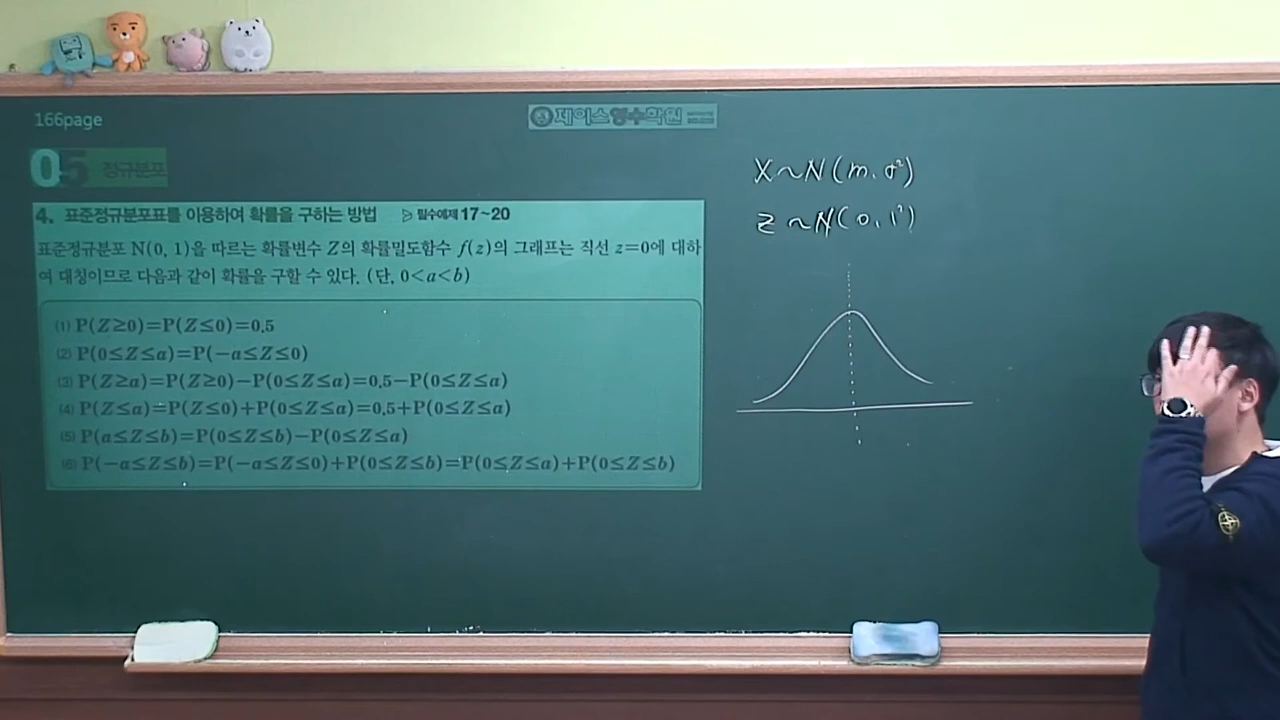 166page
제이스영수학원
05 정규분포
4. 표준정규분포표를 이용하여 확률을 구하는 방법 ▷ 필수예제 17~20
표준정규분포 N(0, 1)을 따르는 확률변수 Z의 확률밀도함수 f(z)의 그래프는 직선 z=0에 대하
여 대칭이므로 다음과 같이 확률을 구할 수 있다. (단, 0<a<b)
(1) P(Z≥0)=P(Z≤0)=0.5
(2) P(0≤Z≤a)=P(-a≤Z≤0)
(3) P(Z≥a)=P(Z≥0)-P(0≤Z≤a)=0.5-P(0≤Z≤a)
(4) P(Z≤a)=P(Z≤0)+P(0≤Z≤a)=0.5+P(0≤Z≤a)
(5) P(a≤Z≤b)=P(0≤Z≤b)-P(0≤Z≤a)
(6) P(-a≤Z≤b)=P(-a≤Z≤0)+P(0≤Z≤b)=P(0≤Z≤a)+P(0≤Z≤b)
X~N(m, σ²)
Z~N(0, 1²)